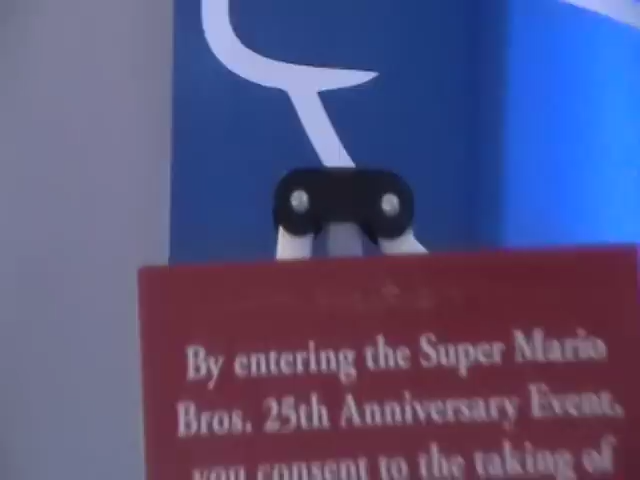 By entering the Super Mario
Bros. 25th Anniversary Event,
you consent to the taking of